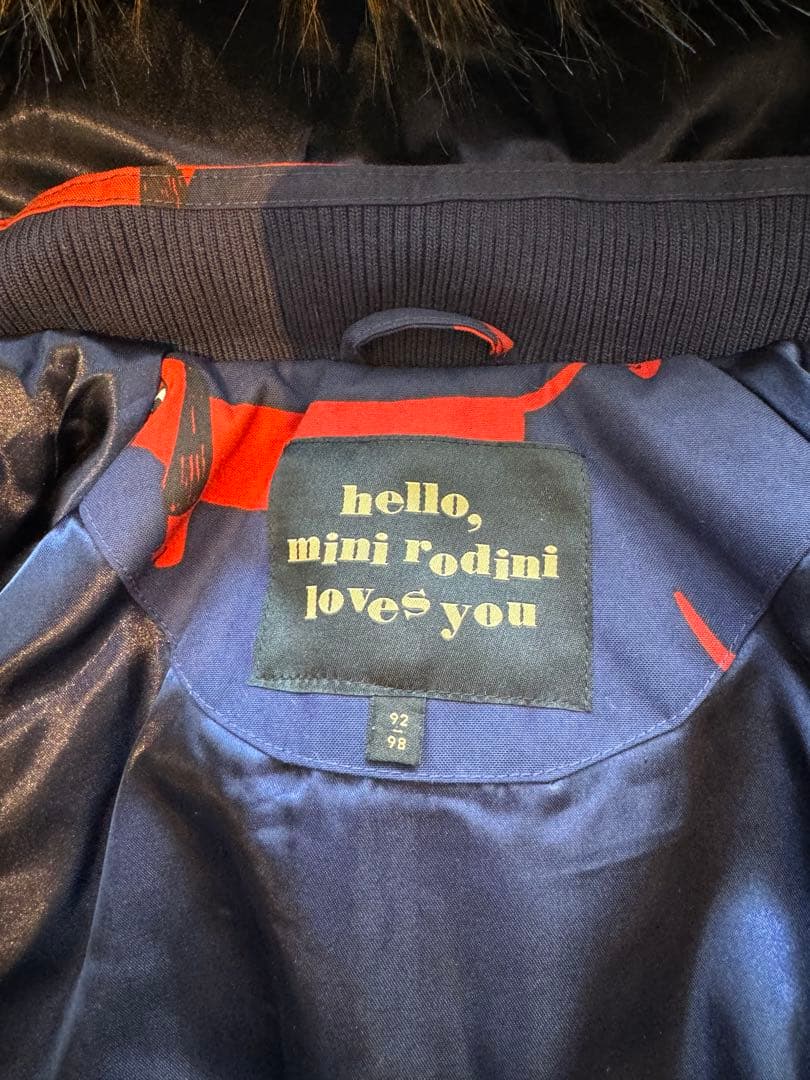 hello,
mini rodini
loves you
92
98